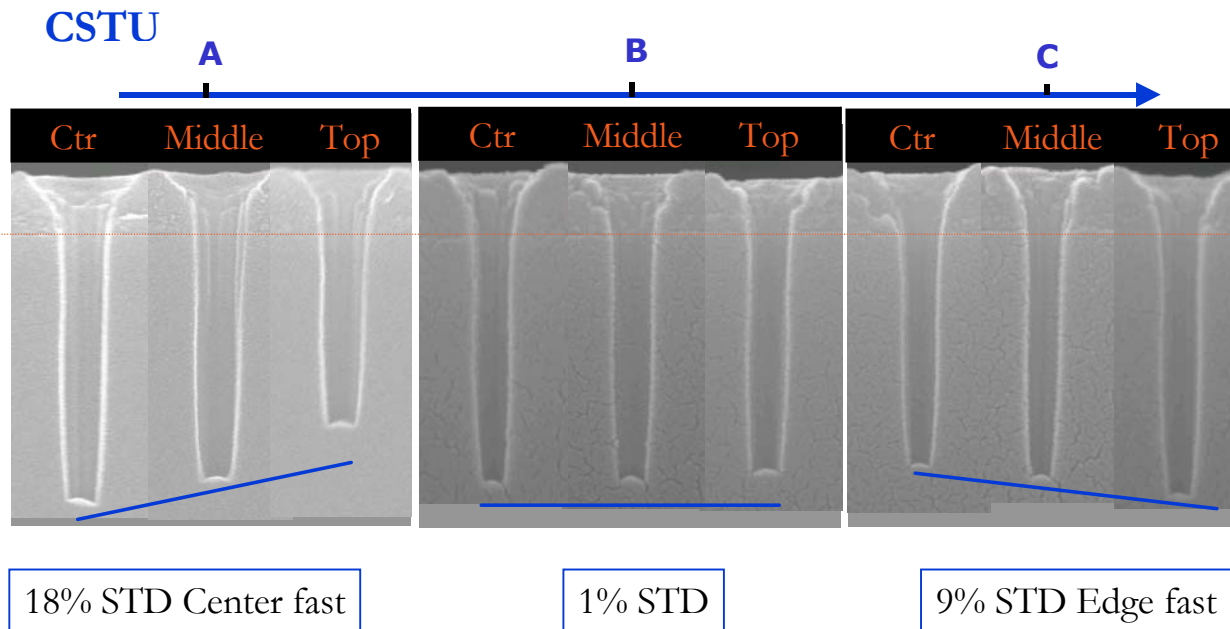 CSTU
A B C
Ctr Middle Top Ctr Middle Top Ctr Middle Top
18% STD Center fast 1% STD 9% STD Edge fast